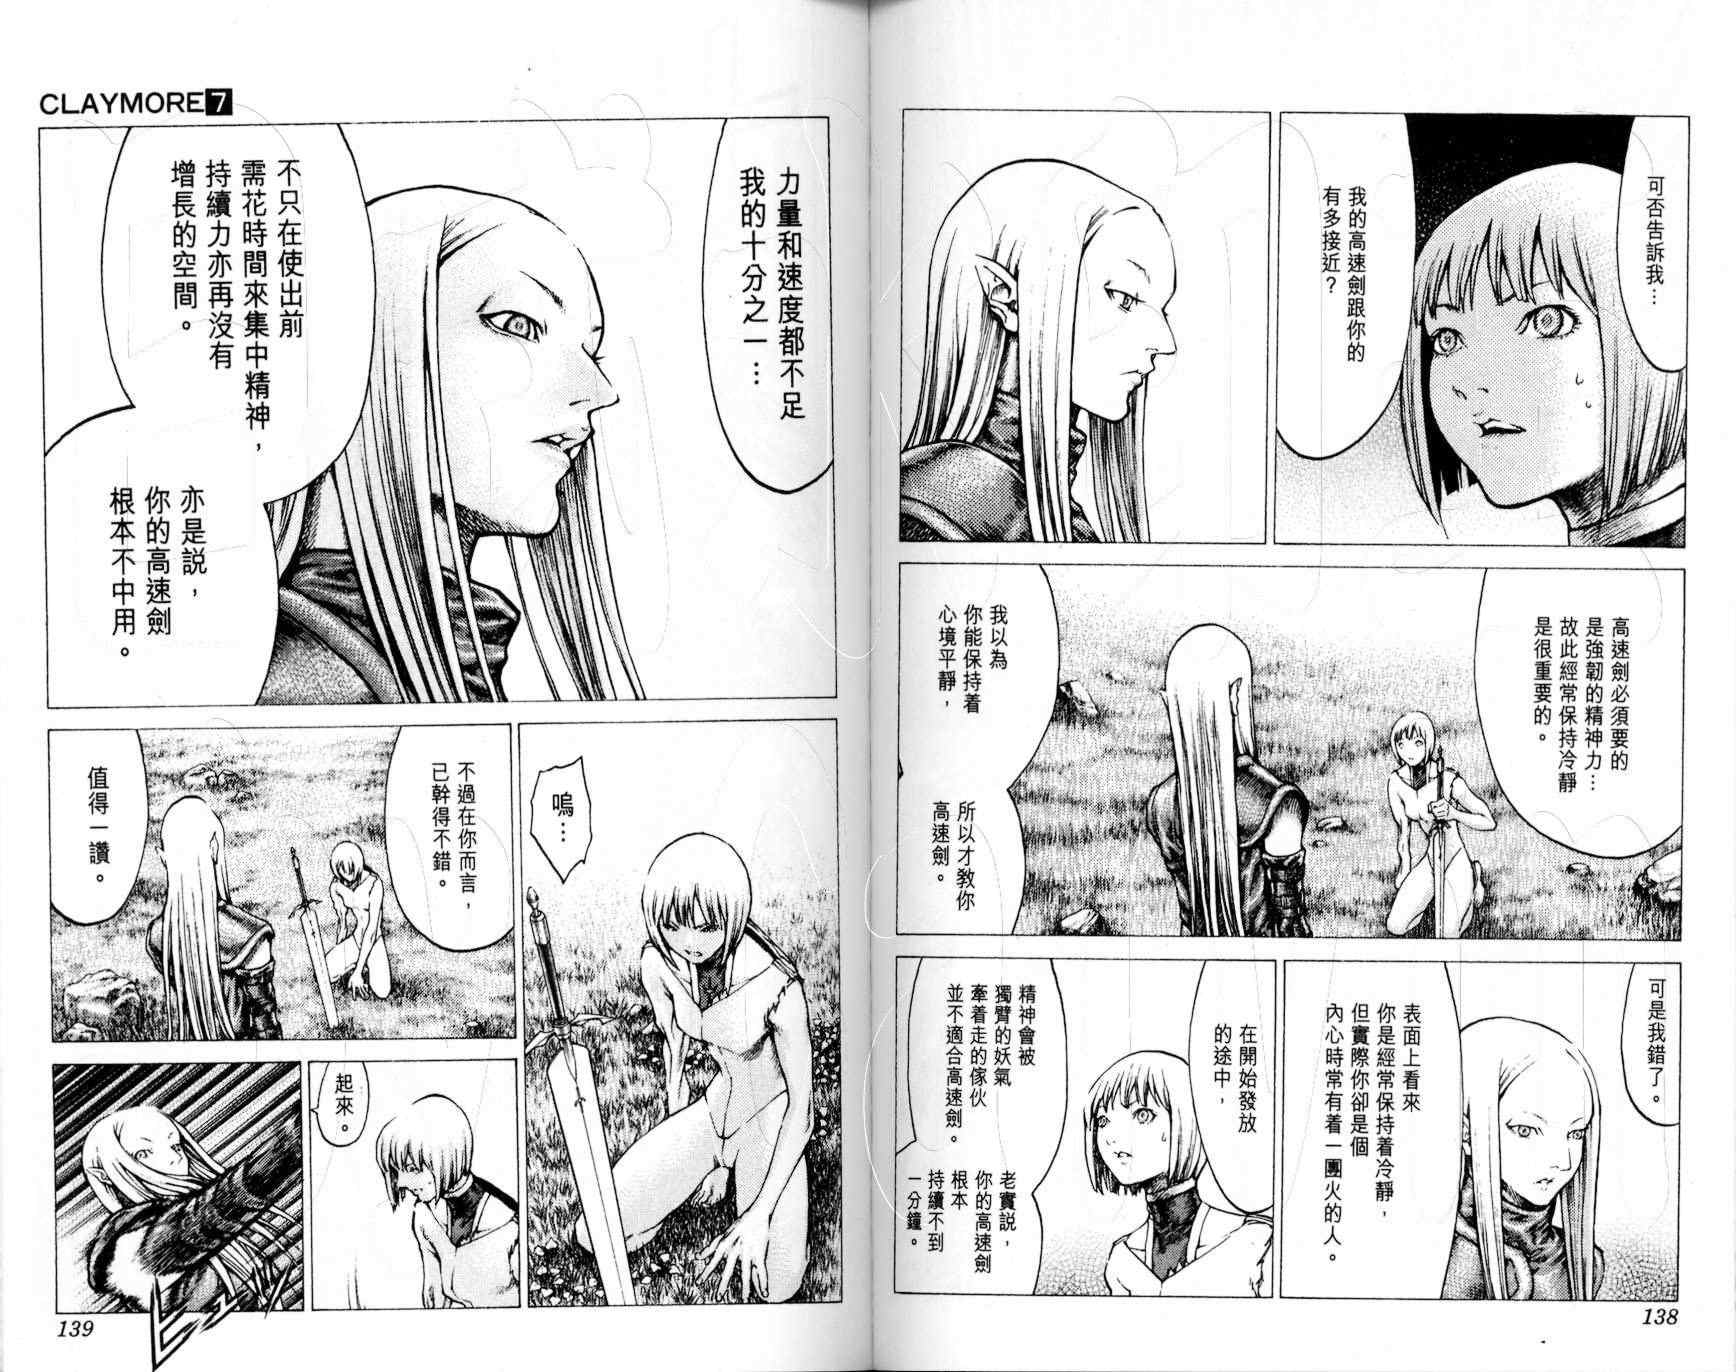 可否告訴我…
我的高速劍跟你的
有多接近？
高速劍必須要的
是強韌的精神力…
故此經常保持冷靜
是很重要的。
我以為
你能保持着
心境平靜，
所以才教你
高速劍。
可是我錯了。
表面上看來
你是經常保持着冷靜，
但實際你卻是個
內心時常有着一團火的人。
在開始發放
的途中，
精神會被
獨臂的妖氣
牽着走的傢伙
並不適合高速劍。
老實説，
你的高速劍
根本
持續不到
一分鐘。
138
CLAYMORE 7
力量和速度都不足
我的十分之一…
不只在使出前
需花時間來集中精神，
持續力亦再沒有
增長的空間。
亦是説，
你的高速劍
根本不中用。
嗚…
不過在你而言，
已幹得不錯。
值得一讚。
起來。
139